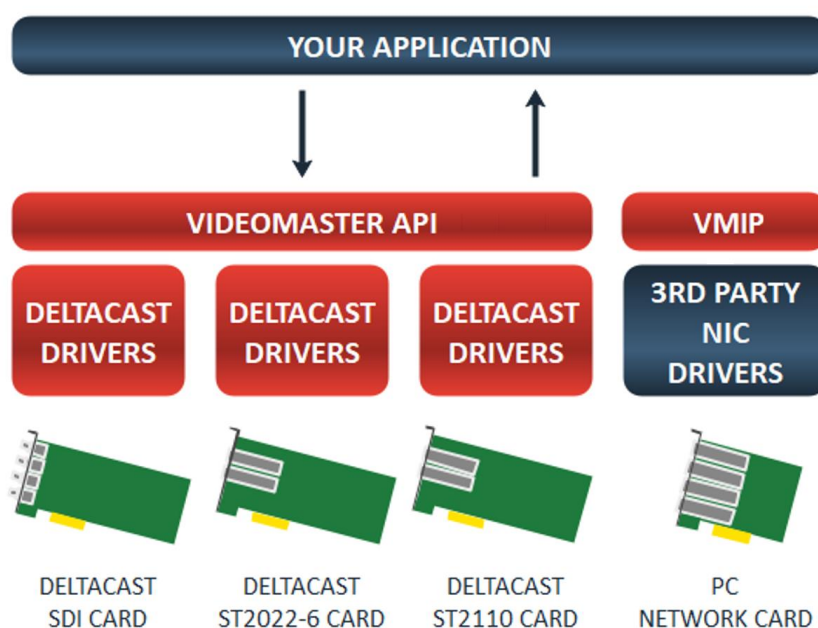 YOUR APPLICATION
VIDEOMASTER API
VMIP
DELTACAST
DRIVERS
DELTACAST
DRIVERS
DELTACAST
DRIVERS
3RD PARTY
NIC
DRIVERS
DELTACAST
SDI CARD
DELTACAST
ST2022-6 CARD
DELTACAST
ST2110 CARD
PC
NETWORK CARD